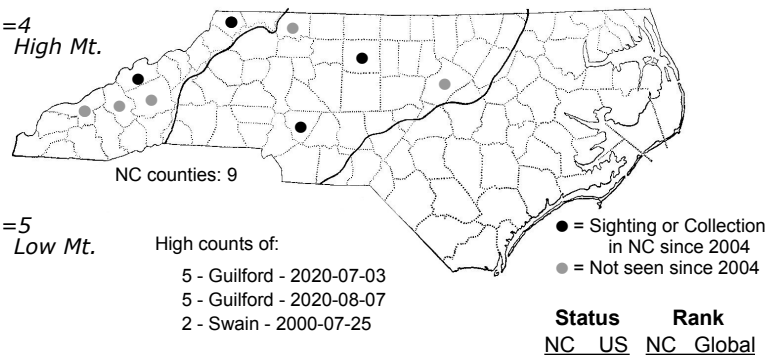 =4
High Mt.
NC counties: 9
=5
Low Mt.
High counts of:
5 - Guilford - 2020-07-03
5 - Guilford - 2020-08-07
2 - Swain - 2000-07-25
= Sighting or Collection
in NC since 2004
= Not seen since 2004
Status Rank
NC US NC Global